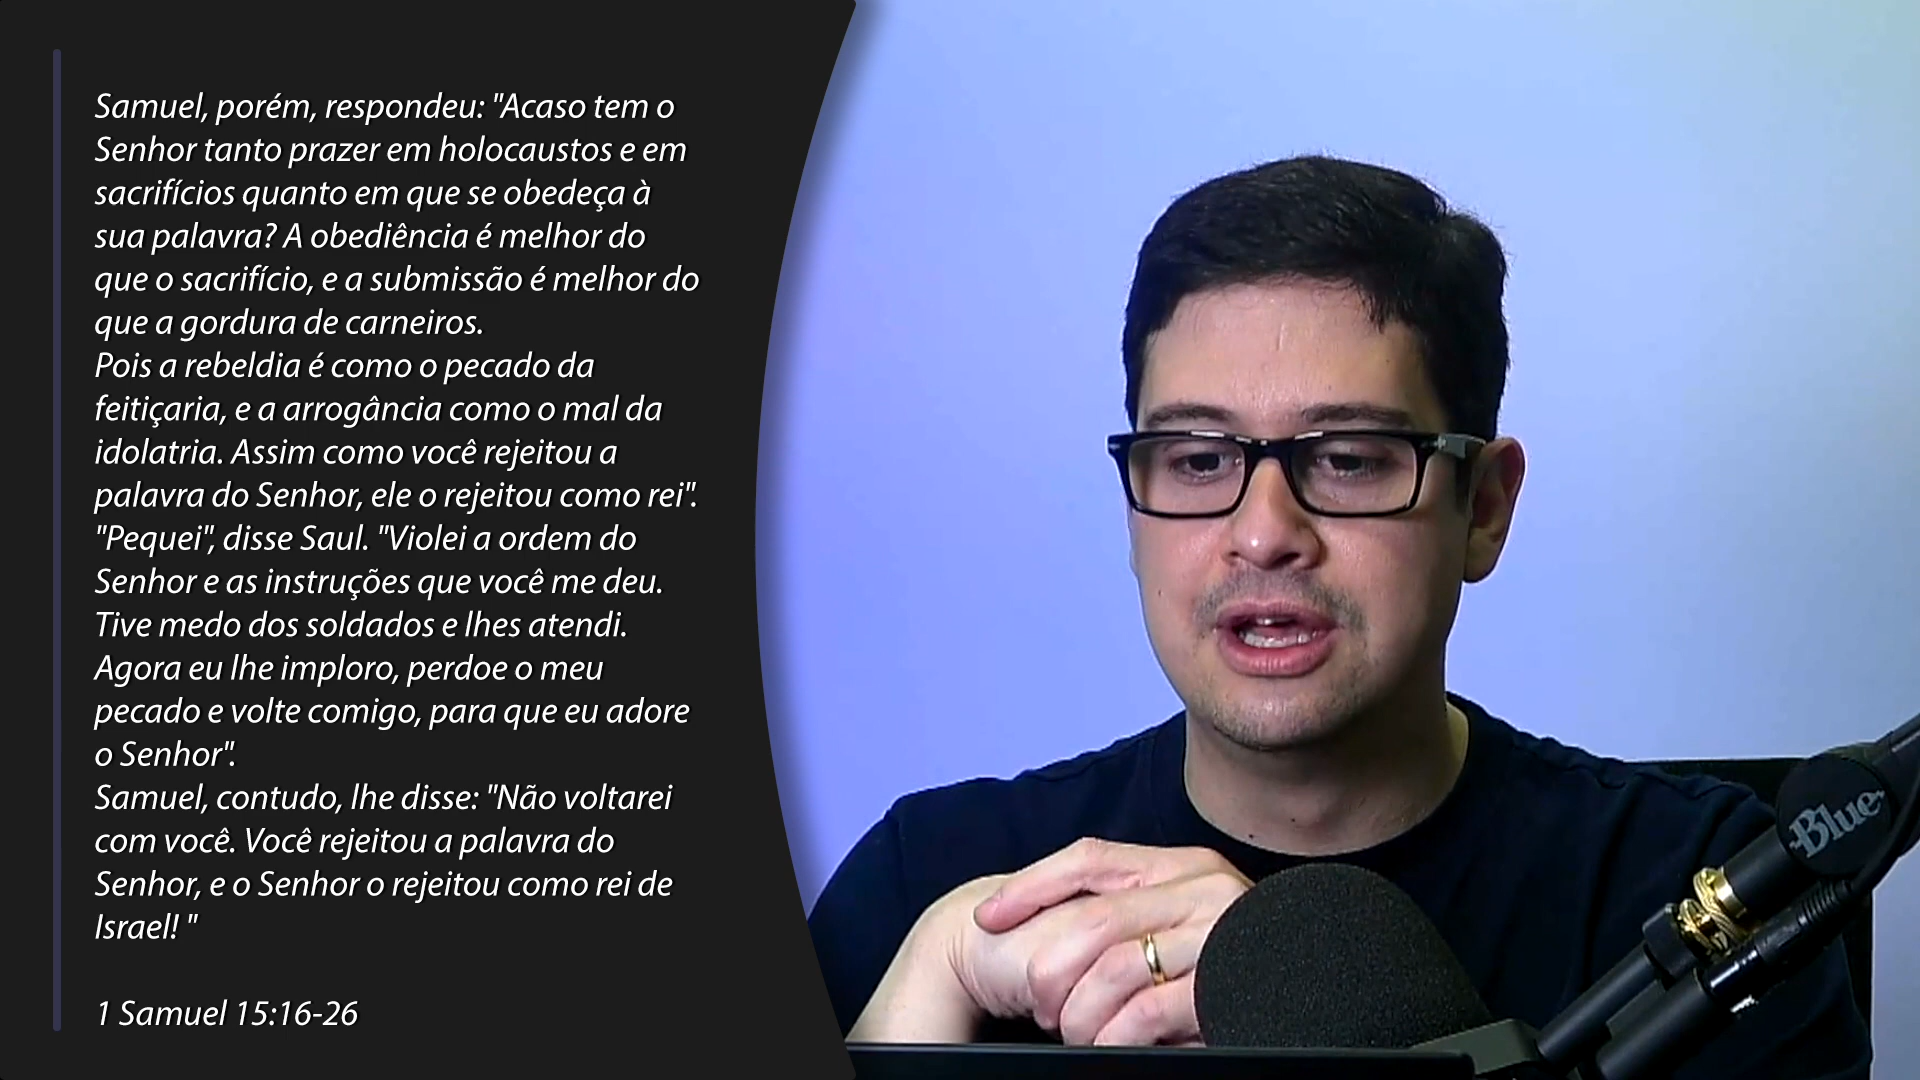 Samuel, porém, respondeu: "Acaso tem o
Senhor tanto prazer em holocaustos e em
sacrifícios quanto em que se obedeça à
sua palavra? A obediência é melhor do
que o sacrifício, e a submissão é melhor do
que a gordura de carneiros.
Pois a rebeldia é como o pecado da
feitiçaria, e a arrogância como o mal da
idolatria. Assim como você rejeitou a
palavra do Senhor, ele o rejeitou como rei".
"Pequei", disse Saul. "Violei a ordem do
Senhor e as instruções que você me deu.
Tive medo dos soldados e lhes atendi.
Agora eu lhe imploro, perdoe o meu
pecado e volte comigo, para que eu adore
o Senhor".
Samuel, contudo, lhe disse: "Não voltarei
com você. Você rejeitou a palavra do
Senhor, e o Senhor o rejeitou como rei de
Israel! "
1 Samuel 15:16-26
Blue